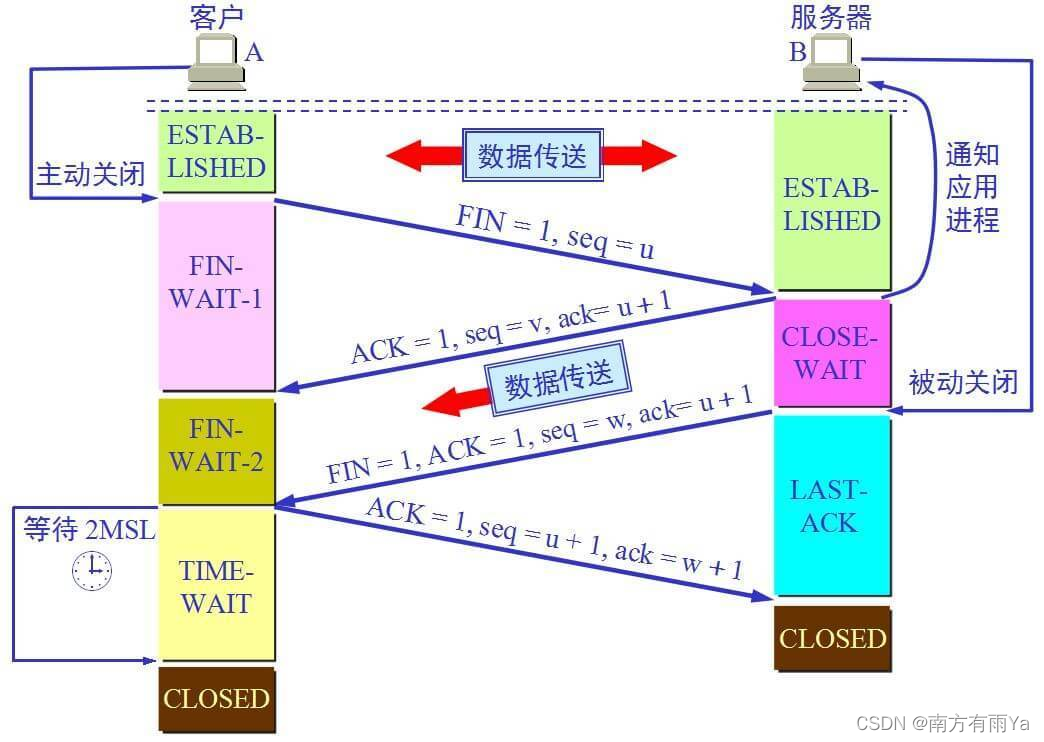 客户
服务器
A
B
ESTAB-
LISHED
数据传送
ESTAB-
LISHED
通知
应用
进程
主动关闭
FIN = 1, seq = u
FIN-
WAIT-1
ACK = 1, seq = v, ack= u + 1
CLOSE-
WAIT
数据传送
被动关闭
FIN-
WAIT-2
FIN = 1, ACK = 1, seq = w, ack= u + 1
LAST-
ACK
等待 2MSL
ACK = 1, seq = u + 1, ack = w + 1
TIME-
WAIT
CLOSED
CLOSED
CSDN @南方有雨Ya